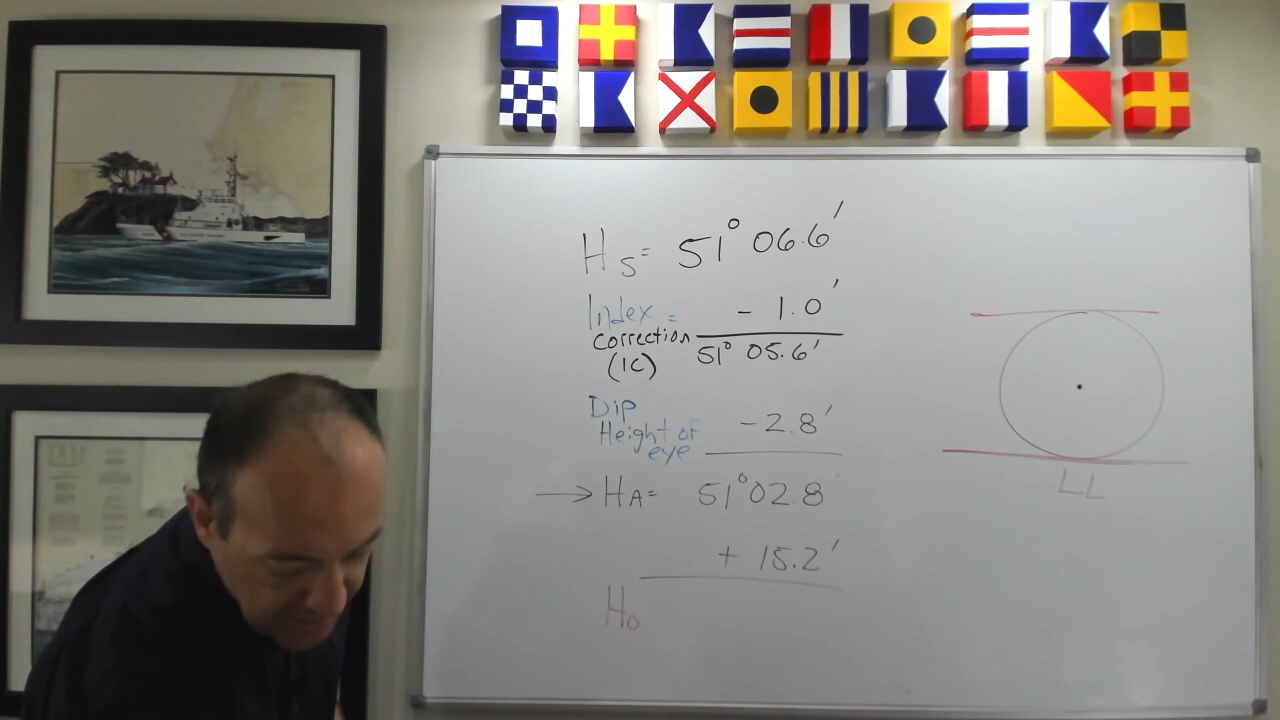 Hs= 51° 06.6'
Index = - 1.0'
correction 51° 05.6'
(IC)
Dip - 2.8'
Height of
eye
→ HA= 51° 02.8'
+ 15.2'
Ho
LL